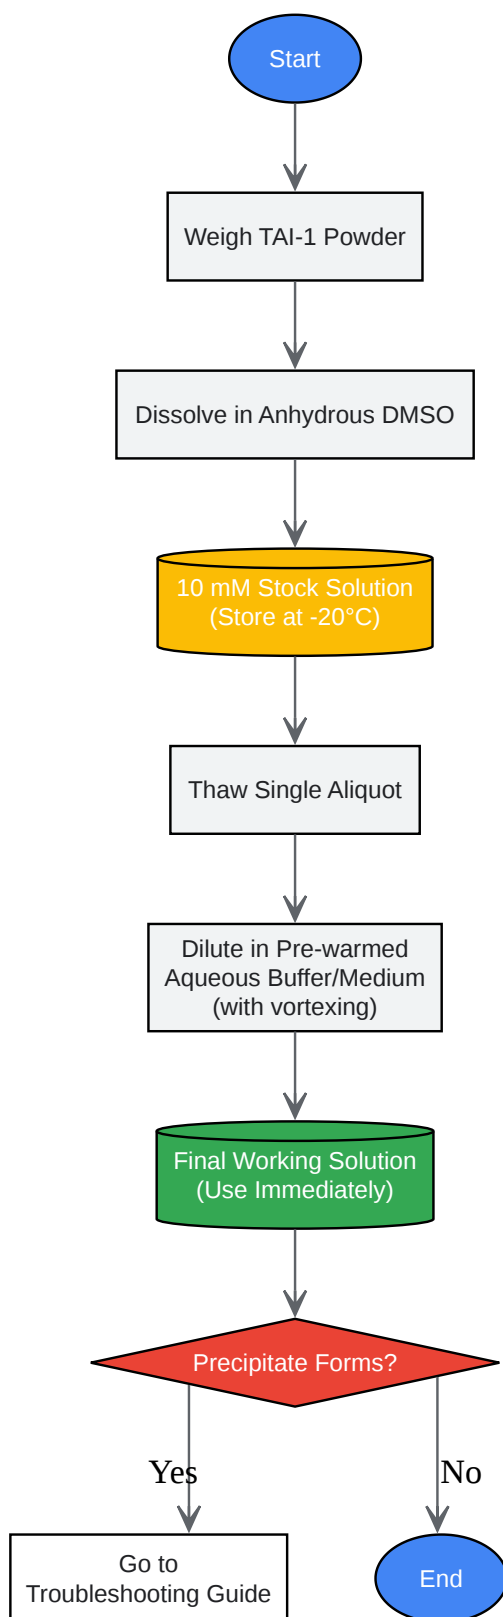 Start
Weigh TAI-1 Powder
Dissolve in Anhydrous DMSO
10 mM Stock Solution
(Store at -20°C)
Thaw Single Aliquot
Dilute in Pre-warmed
Aqueous Buffer/Medium
(with vortexing)
Final Working Solution
(Use Immediately)
Precipitate Forms?
Yes
No
Go to
Troubleshooting Guide
End